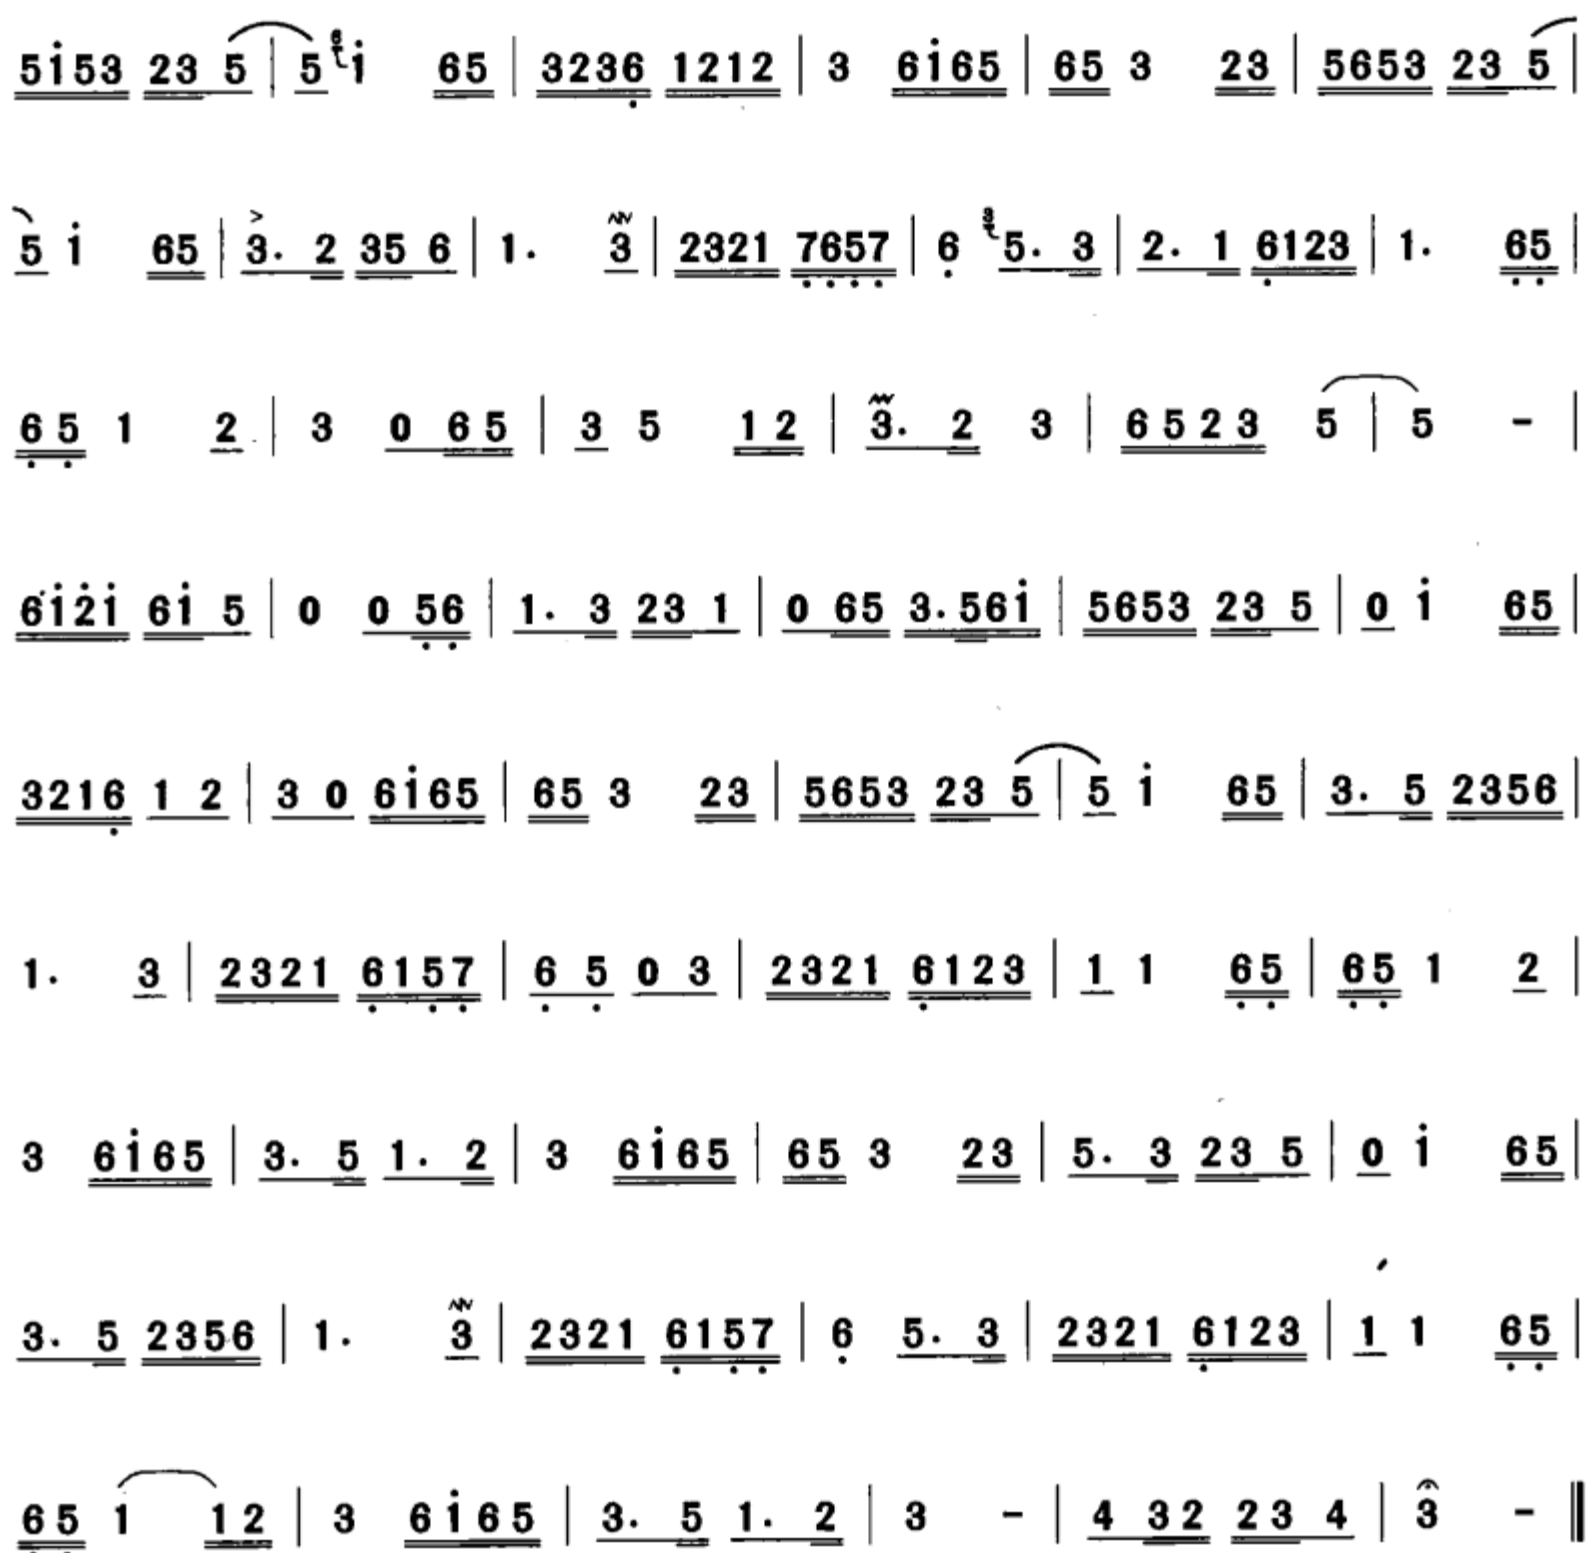 5i53 23 5 | 5 6 i 65 | 3236 1212 | 3 6i65 | 65 3 23 | 5653 23 5 |
5 i 65 | 3. 2 35 6 | 1. 3 | 2321 7657 | 6 5. 3 | 2. 1 6123 | 1. 65 |
65 1 2 | 3 0 65 | 3 5 12 | 3. 2 3 | 6523 5 | 5 - |
6i2i 6i 5 | 0 0 56 | 1. 3 23 1 | 0 65 3.56i | 5653 23 5 | 0 i 65 |
3216 1 2 | 3 0 6i65 | 65 3 23 | 5653 23 5 | 5 i 65 | 3. 5 2356 |
1. 3 | 2321 6157 | 6 5 0 3 | 2321 6123 | 1 1 65 | 65 1 2 |
3 6i65 | 3. 5 1. 2 | 3 6i65 | 65 3 23 | 5. 3 23 5 | 0 i 65 |
3. 5 2356 | 1. 3 | 2321 6157 | 6 5. 3 | 2321 6123 | 1 1 65 |
65 1 12 | 3 6i65 | 3. 5 1. 2 | 3 - | 4 32 23 4 | 3 - ‖